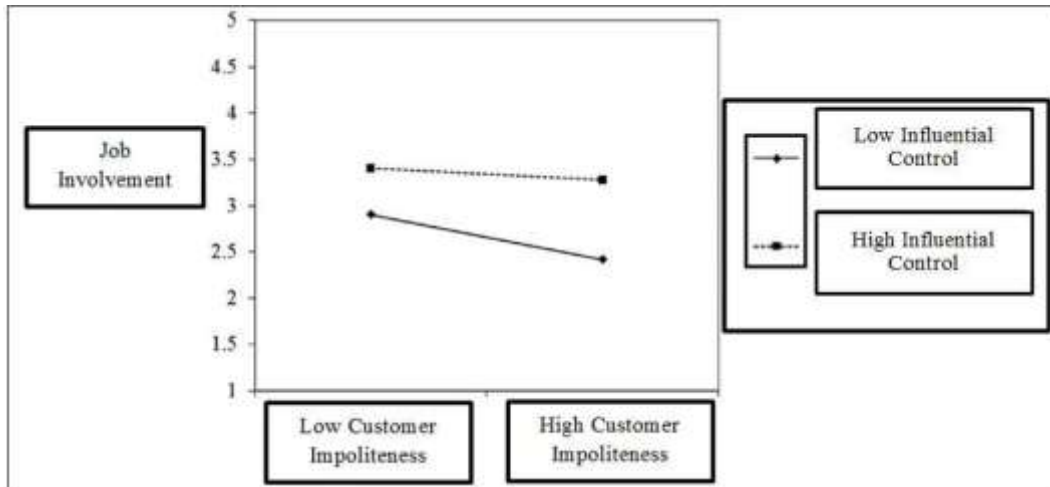 5
4.5
4
3.5
3
2.5
2
1.5
1
Job
Involvement
Low Customer
Impoliteness
High Customer
Impoliteness
Low Influential
Control
High Influential
Control